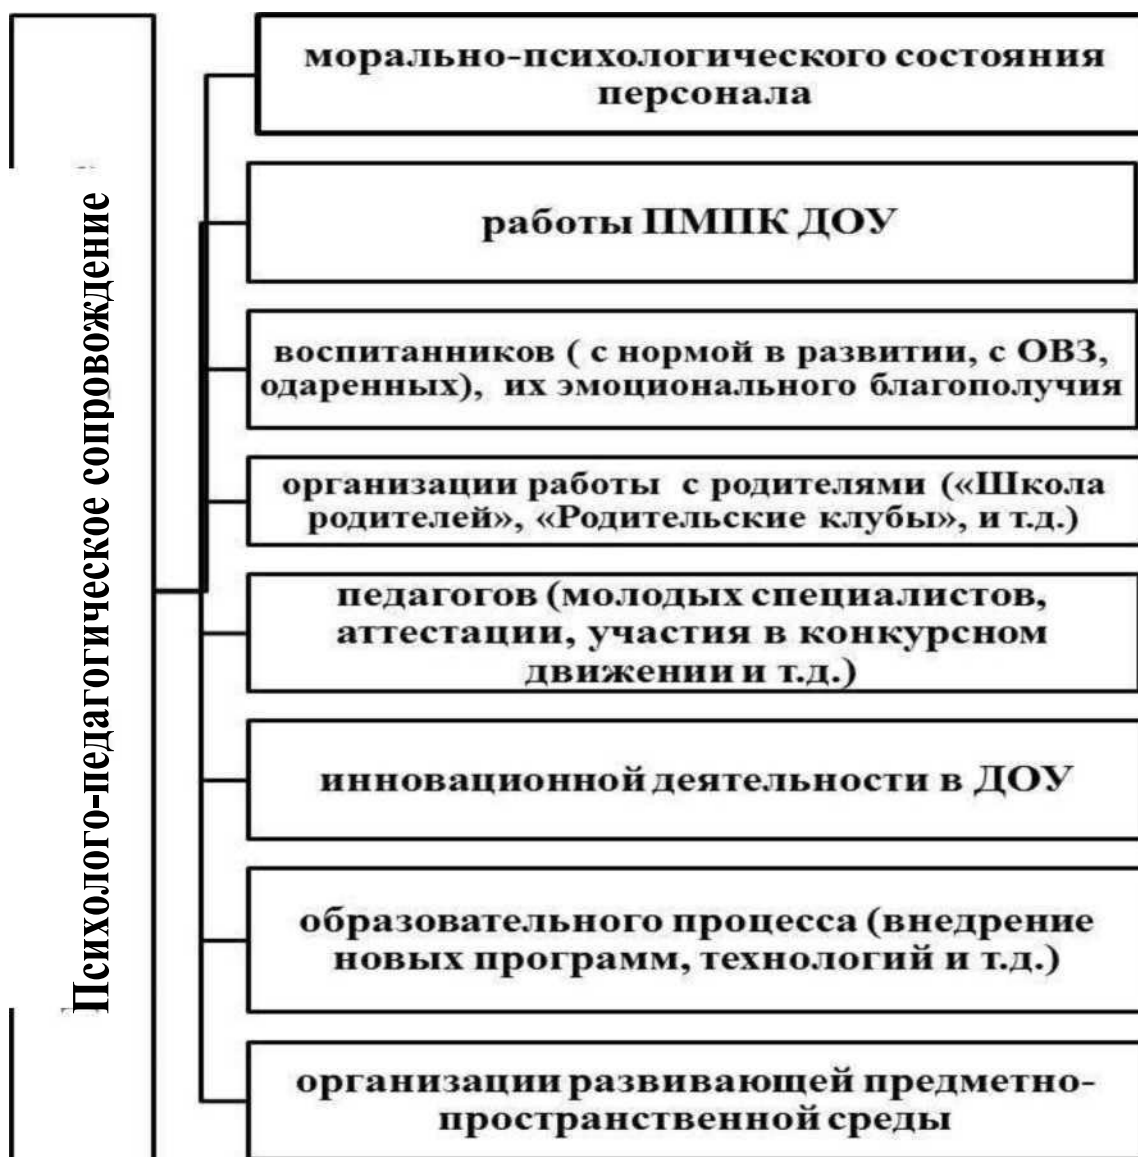 Психолого-педагогическое сопровождение
морально-психологического состояния
персонала
работы ПМПК ДОУ
воспитанников ( с нормой в развитии, с ОВЗ,
одаренных), их эмоционального благополучия
организации работы с родителями («Школа
родителей», «Родительские клубы», и т.д.)
педагогов (молодых специалистов,
аттестации, участия в конкурсном
движении и т.д.)
инновационной деятельности в ДОУ
образовательного процесса (внедрение
новых программ, технологий и т.д.)
организации развивающей предметно-
пространственной среды